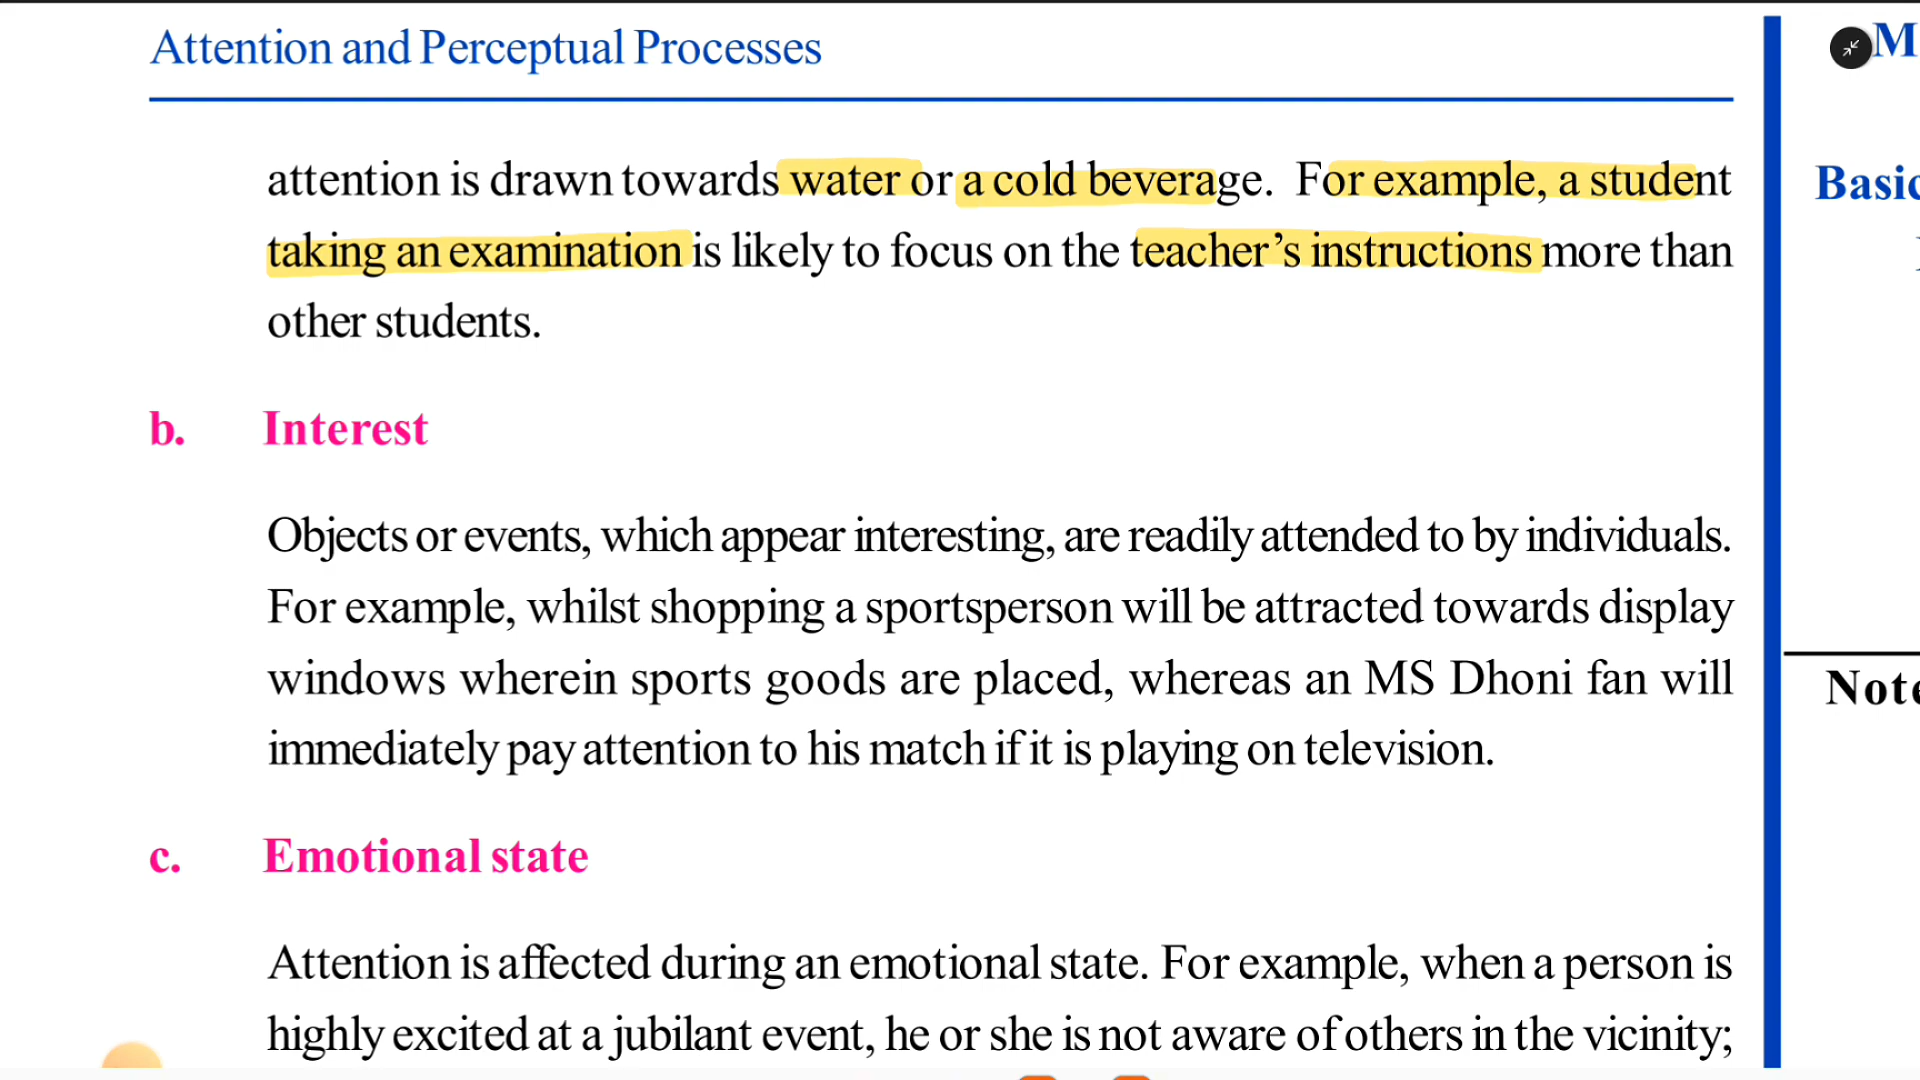 Attention and Perceptual Processes
attention is drawn towards water or a cold beverage. For example, a student
taking an examination is likely to focus on the teacher’s instructions more than
other students.
b. Interest
Objects or events, which appear interesting, are readily attended to by individuals.
For example, whilst shopping a sportsperson will be attracted towards display
windows wherein sports goods are placed, whereas an MS Dhoni fan will
immediately pay attention to his match if it is playing on television.
c. Emotional state
Attention is affected during an emotional state. For example, when a person is
highly excited at a jubilant event, he or she is not aware of others in the vicinity;